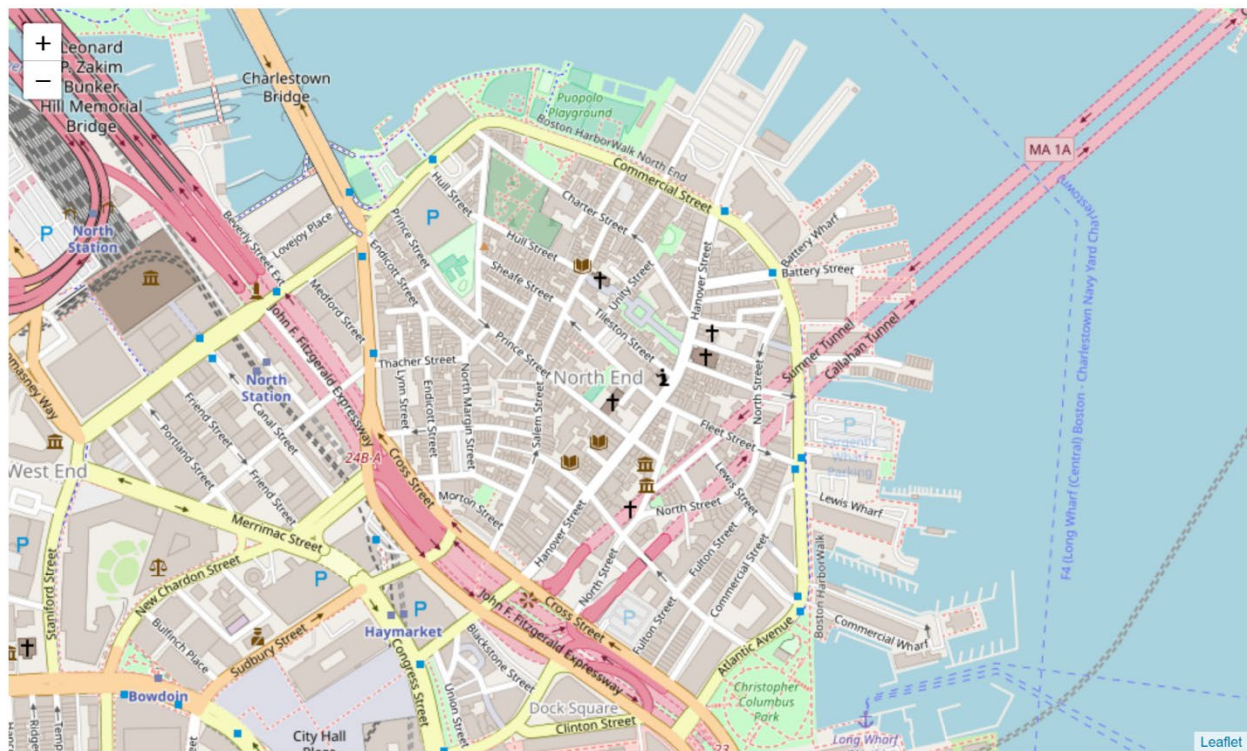 +
−
Leonard
P. Zakim
Bunker
Hill Memorial
Bridge
Charlestown
Bridge
Puopolo
Playground
Boston HarborWalk North End
Commercial Street
MA 1A
Hull Street
Charter Street
Beverly Street Ext
Lovejoy Place
P
North
Station
P
Prince Street
Endicott Street
Hull Street
Sheafe Street
Unity Street
Hanover Street
Battery Wharf
Battery Street
Medford Street
Tileston Street
John F. Fitzgerald Expressway
Thacher Street
Prince Street
Sumner Tunnel
Callahan Tunnel
North End
North
Station
Lynn Street
Endicott Street
North Margin Street
Salem Street
North Street
Friend Street
Canal Street
Portland Street
Friend Street
Fleet Street
P
Sargent's
Wharf
Parking
24B-A
Cross Street
West End
Lewis Street
Morton Street
North Street
Lewis Wharf
Merrimac Street
Hanover Street
P
Staniford Street
New Chardon Street
Fulton Street
Commercial Street
Boston HarborWalk
F4 (Long Wharf (Central) Boston - Charlestown Navy Yard Charlestown)
P
P
P
North Street
Cross Street
John F. Fitzgerald Expressway
Haymarket
Bulfinch Place
Sudbury Street
Congress Street
Blackstone Street
Fulton Street
Atlantic Avenue
Commercial Wharf
Bowdoin
Union Street
Dock Square
Clinton Street
Christopher
Columbus
Park
City Hall
Long Wharf
23
Leaflet